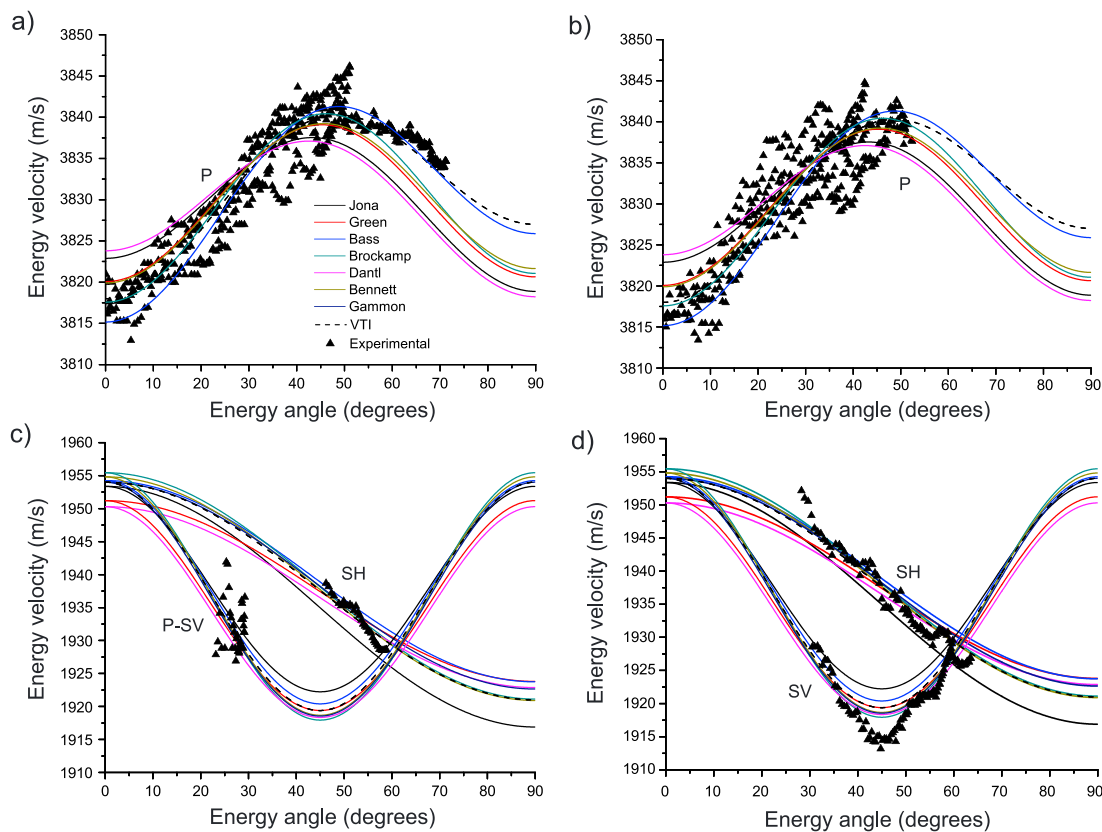 a)
3850
3845
3840
3835
3830
3825
3820
3815
3810
Energy velocity (m/s)
P
Jona
Green
Bass
Brockamp
Dantl
Bennett
Gammon
VTI
Experimental
0 10 20 30 40 50 60 70 80 90
Energy angle (degrees)
b)
3850
3845
3840
3835
3830
3825
3820
3815
3810
Energy velocity (m/s)
P
0 10 20 30 40 50 60 70 80 90
Energy angle (degrees)
c)
1960
1955
1950
1945
1940
1935
1930
1925
1920
1915
1910
Energy velocity (m/s)
SH
P-SV
0 10 20 30 40 50 60 70 80 90
Energy angle (degrees)
d)
1960
1955
1950
1945
1940
1935
1930
1925
1920
1915
1910
Energy velocity (m/s)
SH
SV
0 10 20 30 40 50 60 70 80 90
Energy angle (degrees)